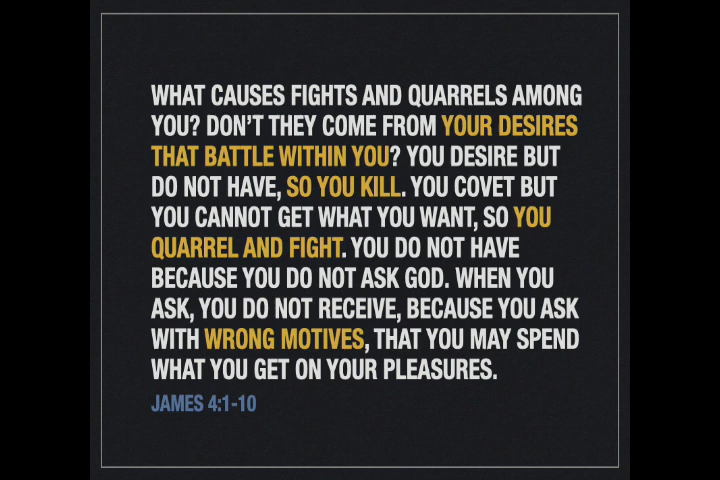 WHAT CAUSES FIGHTS AND QUARRELS AMONG
YOU? DON'T THEY COME FROM YOUR DESIRES
THAT BATTLE WITHIN YOU? YOU DESIRE BUT
DO NOT HAVE, SO YOU KILL. YOU COVET BUT
YOU CANNOT GET WHAT YOU WANT, SO YOU
QUARREL AND FIGHT. YOU DO NOT HAVE
BECAUSE YOU DO NOT ASK GOD. WHEN YOU
ASK, YOU DO NOT RECEIVE, BECAUSE YOU ASK
WITH WRONG MOTIVES, THAT YOU MAY SPEND
WHAT YOU GET ON YOUR PLEASURES.
JAMES 4:1-10